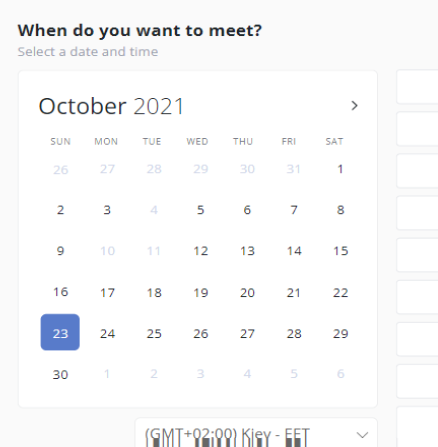 When do you want to meet?
Select a date and time
October 2021
SUN MON TUE WED THU FRI SAT
26 27 28 29 30 31 1
2 3 4 5 6 7 8
9 10 11 12 13 14 15
16 17 18 19 20 21 22
23 24 25 26 27 28 29
30 1 2 3 4 5 6
(GMT+02:00) Kiev - EET